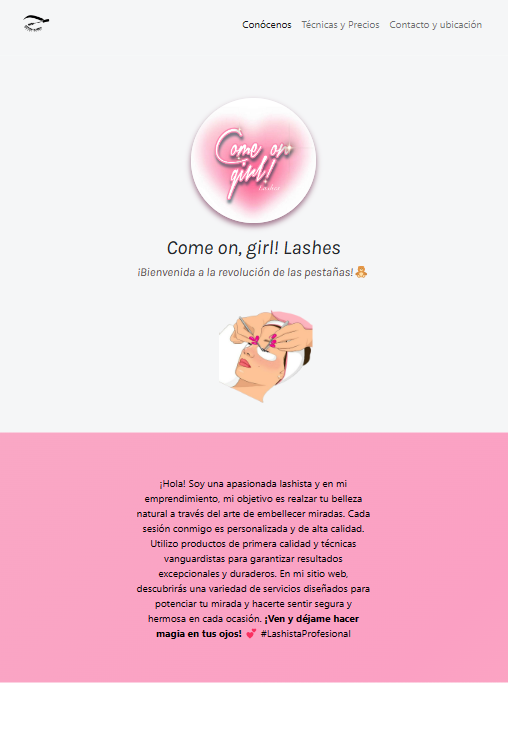 Conócenos Técnicas y Precios Contacto y ubicación
Come on
girl!
Lashes
Come on, girl! Lashes
¡Bienvenida a la revolución de las pestañas! 🧸
¡Hola! Soy una apasionada lashista y en mi
emprendimiento, mi objetivo es realzar tu belleza
natural a través del arte de embellecer miradas. Cada
sesión conmigo es personalizada y de alta calidad.
Utilizo productos de primera calidad y técnicas
vanguardistas para garantizar resultados
excepcionales y duraderos. En mi sitio web,
descubrirás una variedad de servicios diseñados para
potenciar tu mirada y hacerte sentir segura y
hermosa en cada ocasión. ¡Ven y déjame hacer
magia en tus ojos! 💕 #LashistaProfesional